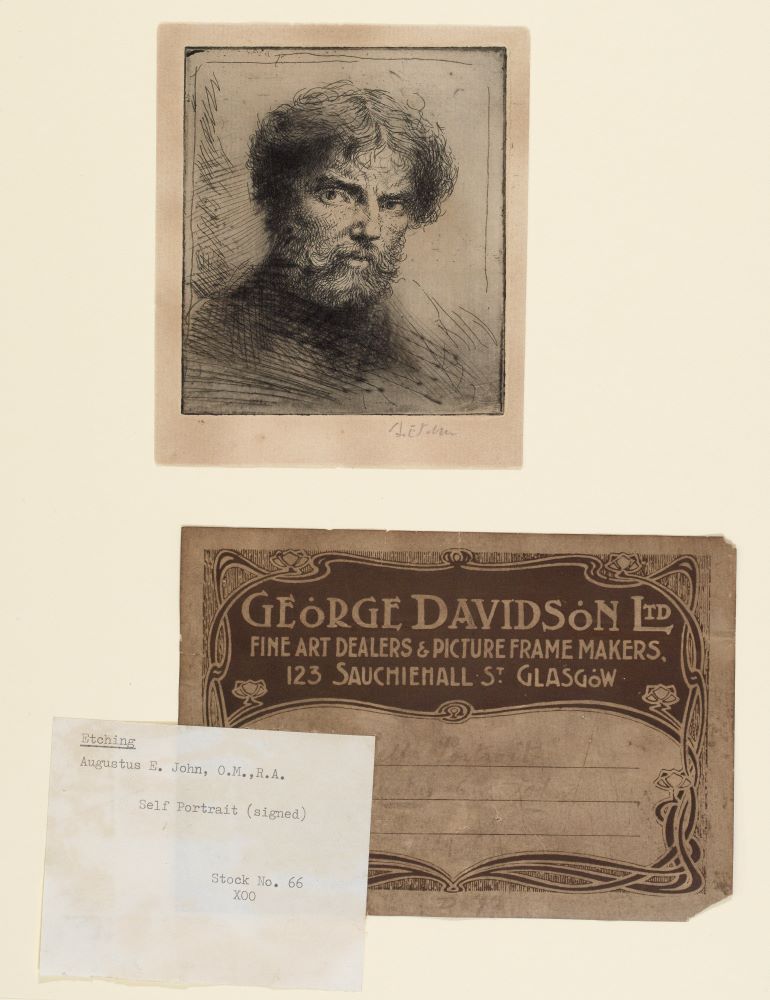 GEORGE DAVIDSON LTD
FINE ART DEALERS & PICTURE FRAME MAKERS,
123 SAUCHIEHALL ST GLASGOW
Etching
Augustus E. John, O.M.,R.A.
Self Portrait (signed)
Stock No. 66
XOO